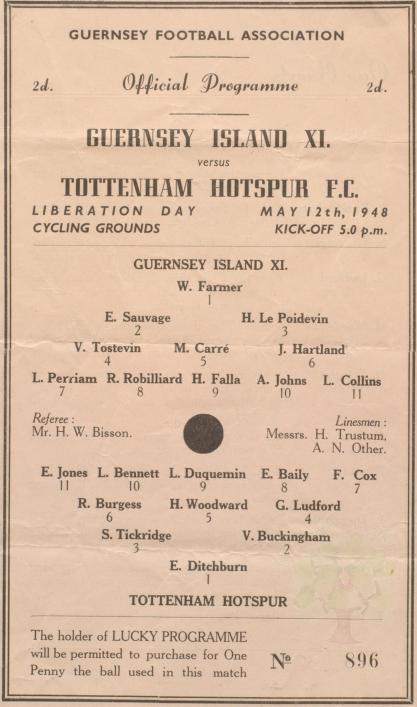 GUERNSEY FOOTBALL ASSOCIATION
2d. Official Programme 2d.
GUERNSEY ISLAND XI.
versus
TOTTENHAM HOTSPUR F.C.
LIBERATION DAY MAY 12th, 1948
CYCLING GROUNDS KICK-OFF 5.0 p.m.
GUERNSEY ISLAND XI.
W. Farmer
1
E. Sauvage H. Le Poidevin
2 3
V. Tostevin M. Carré J. Hartland
4 5 6
L. Perriam R. Robilliard H. Falla A. Johns L. Collins
7 8 9 10 11
Referee : Linesmen :
Mr. H. W. Bisson. Messrs. H. Trustum,
A. N. Other.
E. Jones L. Bennett L. Duquemin E. Baily F. Cox
11 10 9 8 7
R. Burgess H. Woodward G. Ludford
6 5 4
S. Tickridge V. Buckingham
3 2
E. Ditchburn
1
TOTTENHAM HOTSPUR
The holder of LUCKY PROGRAMME
will be permitted to purchase for One
Penny the ball used in this match
No 896